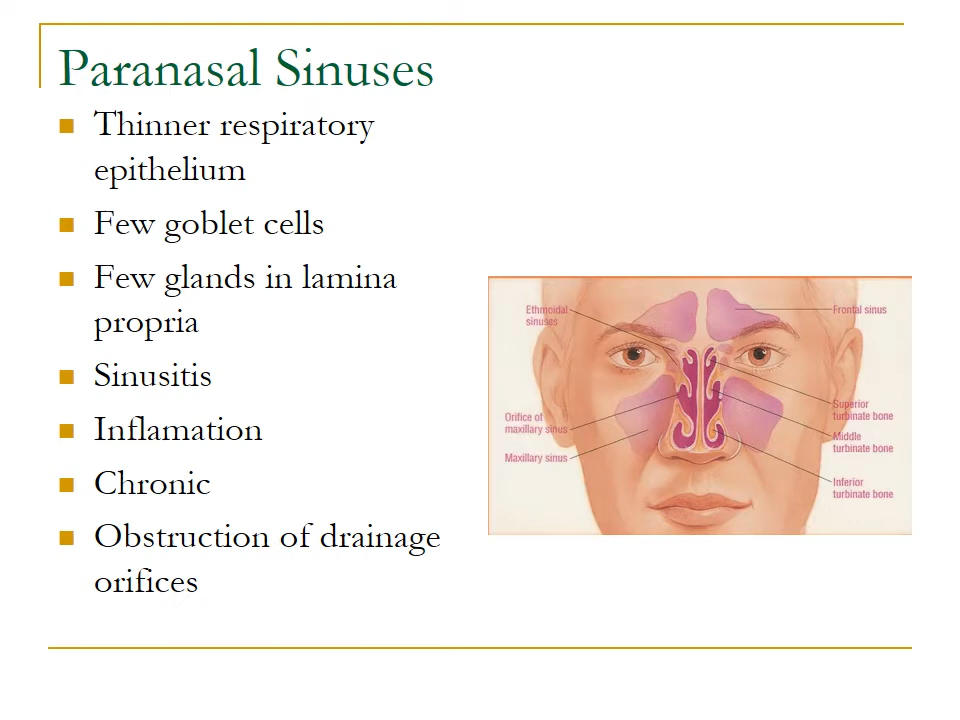 Paranasal Sinuses
Thinner respiratory
epithelium
Few goblet cells
Few glands in lamina
propria
Sinusitis
Inflamation
Chronic
Obstruction of drainage
orifices
Ethmoidal
sinuses
Orifice of
maxillary sinus
Maxillary sinus
Frontal sinus
Superior
turbinate bone
Middle
turbinate bone
Inferior
turbinate bone